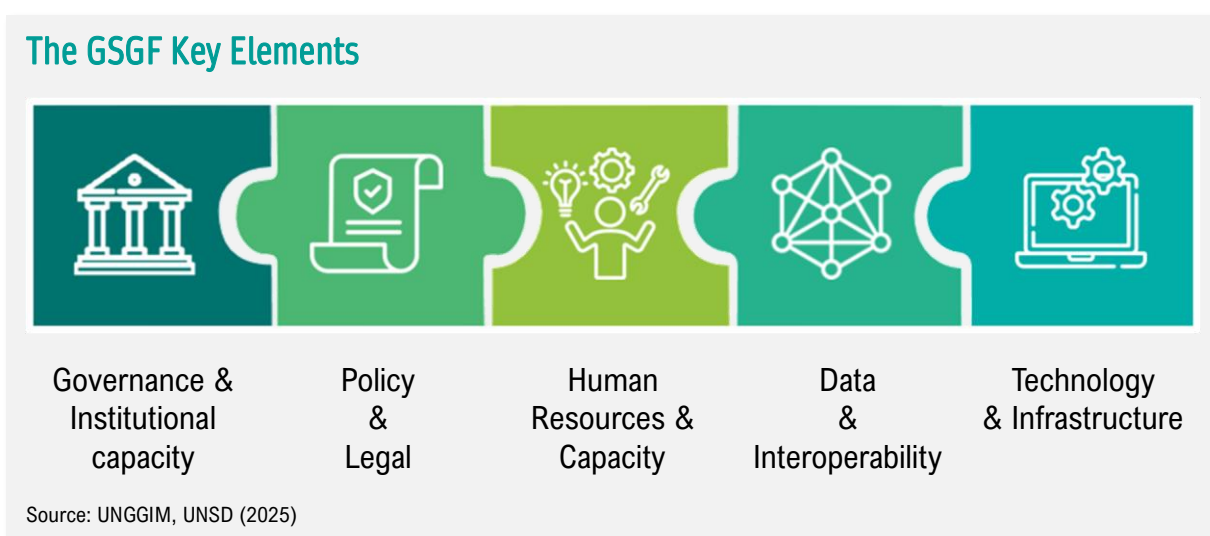 The GSGF Key Elements
Governance &
Institutional
capacity
Policy
&
Legal
Human
Resources &
Capacity
Data
&
Interoperability
Technology
& Infrastructure
Source: UNGGIM, UNSD (2025)